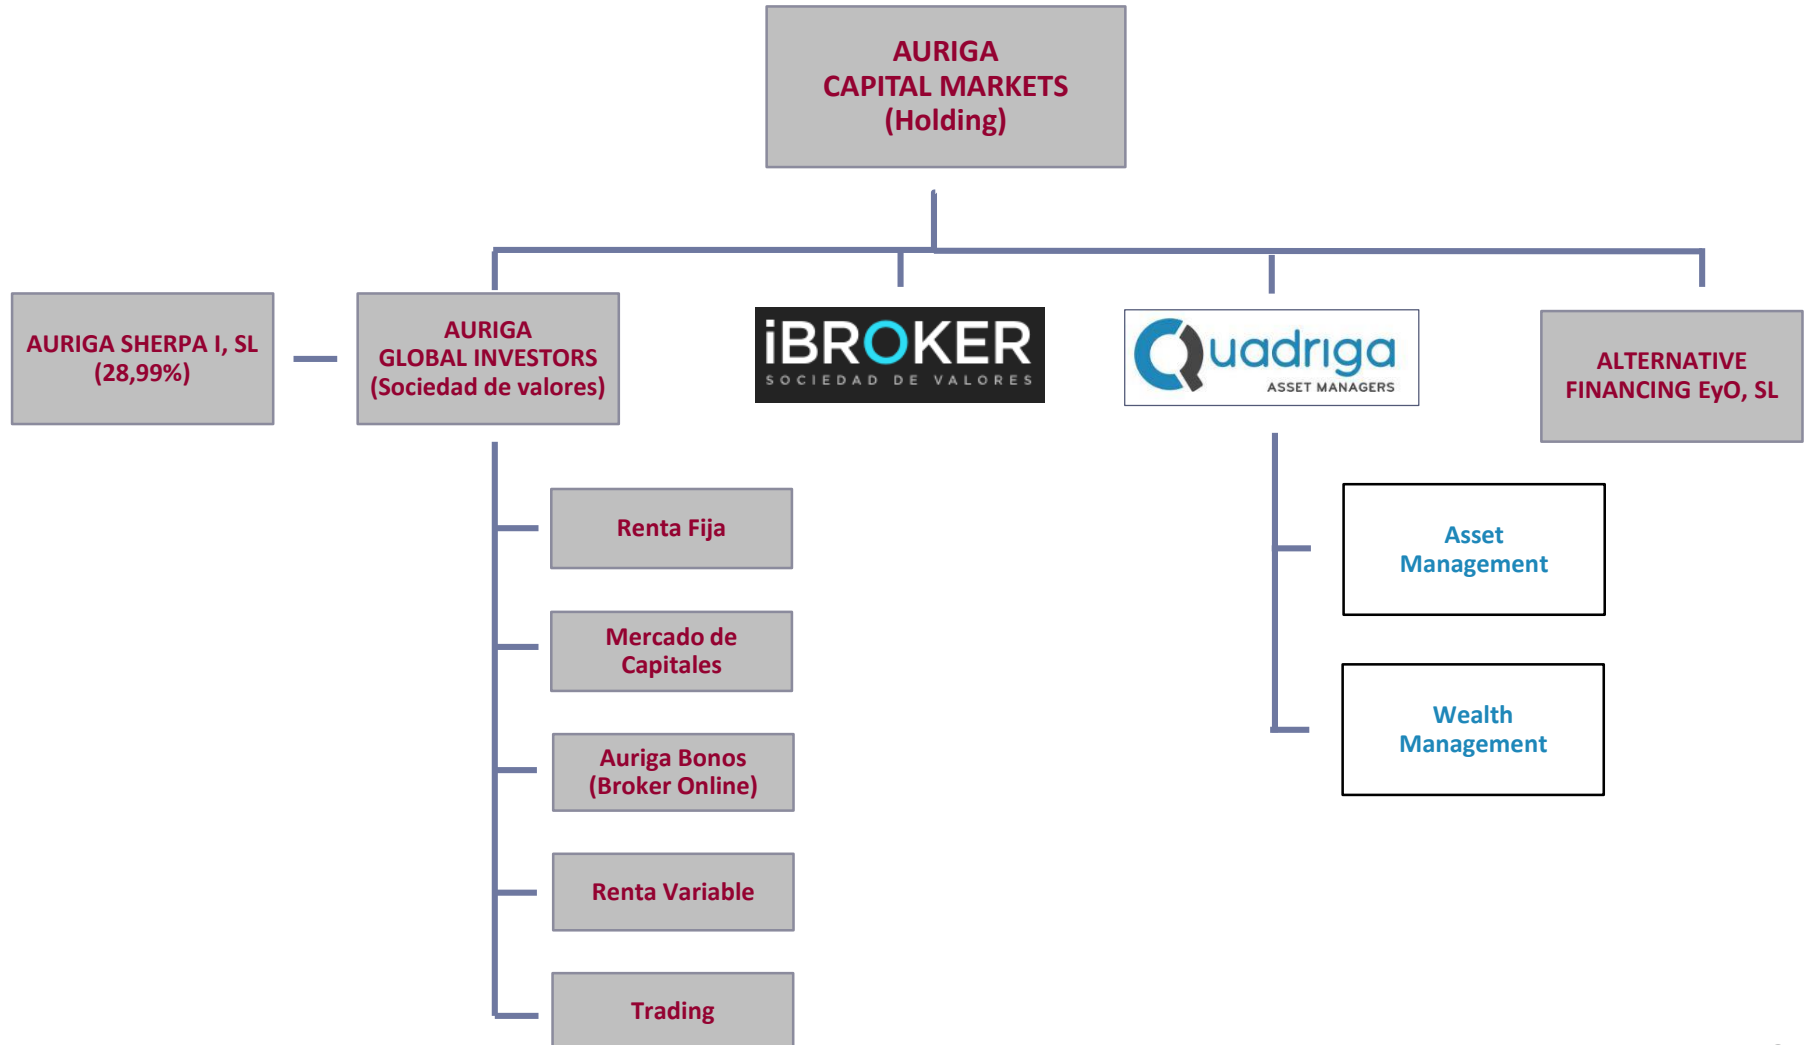 AURIGA
CAPITAL MARKETS
(Holding)
AURIGA SHERPA I, SL
(28,99%)
AURIGA
GLOBAL INVESTORS
(Sociedad de valores)
iBROKER
SOCIEDAD DE VALORES
Quadriga
ASSET MANAGERS
ALTERNATIVE
FINANCING EyO, SL
Renta Fija
Mercado de
Capitales
Auriga Bonos
(Broker Online)
Renta Variable
Trading
Asset
Management
Wealth
Management